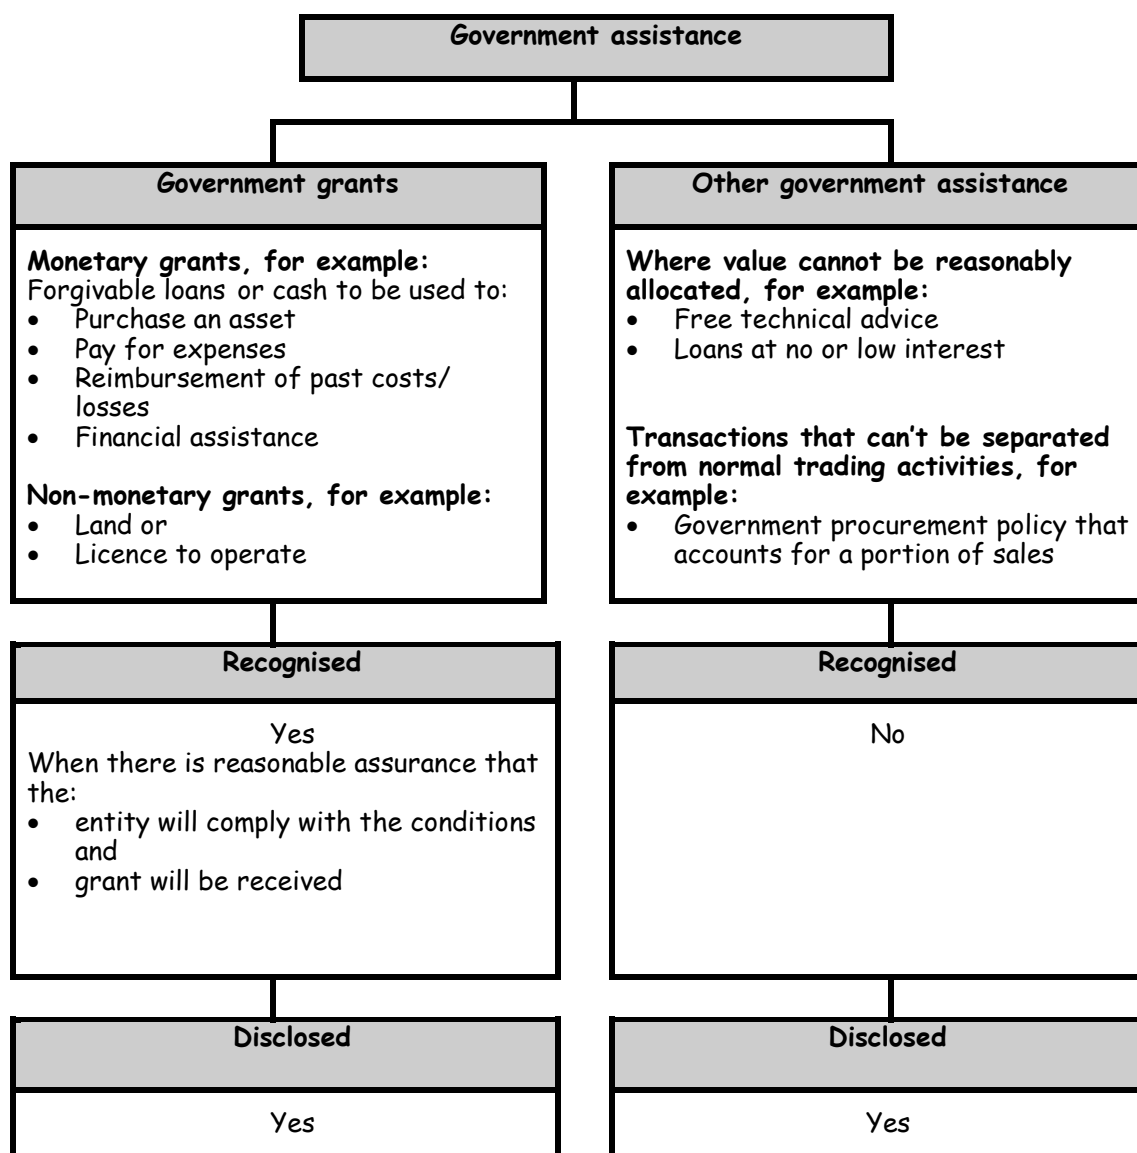 Government assistance
Government grants
Monetary grants, for example:
Forgivable loans or cash to be used to:
• Purchase an asset
• Pay for expenses
• Reimbursement of past costs/
losses
• Financial assistance
Non-monetary grants, for example:
• Land or
• Licence to operate
Other government assistance
Where value cannot be reasonably
allocated, for example:
• Free technical advice
• Loans at no or low interest
Transactions that can't be separated
from normal trading activities, for
example:
• Government procurement policy that
accounts for a portion of sales
Recognised
Yes
When there is reasonable assurance that
the:
• entity will comply with the conditions
and
• grant will be received
Recognised
No
Disclosed
Yes
Disclosed
Yes